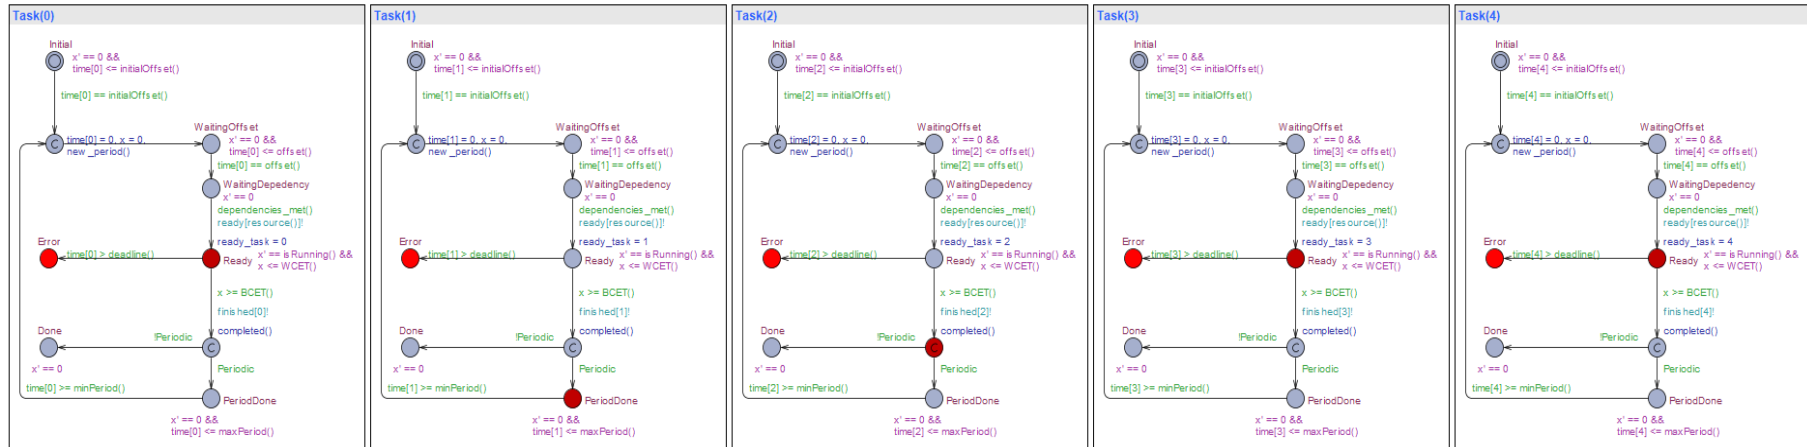 Task(0)
Initial
x' == 0 &&
time[0] <= initialOffset()
time[0] == initialOffset()
WaitingOffset
C
time[0] = 0, x = 0,
new_period()
x' == 0 &&
time[0] <= offset()
time[0] == offset()
WaitingDepedency
x' == 0
dependencies_met()
ready[resource()]!
Error
ready_task = 0
time[0] > deadline()
Ready
x' == isRunning() &&
x <= WCET()
x >= BCET()
finished[0]!
Done
completed()
!Periodic
C
x' == 0
Periodic
time[0] >= minPeriod()
PeriodDone
x' == 0 &&
time[0] <= maxPeriod()
Task(1)
Initial
x' == 0 &&
time[1] <= initialOffset()
time[1] == initialOffset()
WaitingOffset
C
time[1] = 0, x = 0,
new_period()
x' == 0 &&
time[1] <= offset()
time[1] == offset()
WaitingDepedency
x' == 0
dependencies_met()
ready[resource()]!
Error
ready_task = 1
time[1] > deadline()
Ready
x' == isRunning() &&
x <= WCET()
x >= BCET()
finished[1]!
Done
completed()
!Periodic
C
x' == 0
Periodic
time[1] >= minPeriod()
PeriodDone
x' == 0 &&
time[1] <= maxPeriod()
Task(2)
Initial
x' == 0 &&
time[2] <= initialOffset()
time[2] == initialOffset()
WaitingOffset
C
time[2] = 0, x = 0,
new_period()
x' == 0 &&
time[2] <= offset()
time[2] == offset()
WaitingDepedency
x' == 0
dependencies_met()
ready[resource()]!
Error
ready_task = 2
time[2] > deadline()
Ready
x' == isRunning() &&
x <= WCET()
x >= BCET()
finished[2]!
Done
completed()
!Periodic
C
x' == 0
Periodic
time[2] >= minPeriod()
PeriodDone
x' == 0 &&
time[2] <= maxPeriod()
Task(3)
Initial
x' == 0 &&
time[3] <= initialOffset()
time[3] == initialOffset()
WaitingOffset
C
time[3] = 0, x = 0,
new_period()
x' == 0 &&
time[3] <= offset()
time[3] == offset()
WaitingDepedency
x' == 0
dependencies_met()
ready[resource()]!
Error
ready_task = 3
time[3] > deadline()
Ready
x' == isRunning() &&
x <= WCET()
x >= BCET()
finished[3]!
Done
completed()
!Periodic
C
x' == 0
Periodic
time[3] >= minPeriod()
PeriodDone
x' == 0 &&
time[3] <= maxPeriod()
Task(4)
Initial
x' == 0 &&
time[4] <= initialOffset()
time[4] == initialOffset()
WaitingOffset
C
time[4] = 0, x = 0,
new_period()
x' == 0 &&
time[4] <= offset()
time[4] == offset()
WaitingDepedency
x' == 0
dependencies_met()
ready[resource()]!
Error
ready_task = 4
time[4] > deadline()
Ready
x' == isRunning() &&
x <= WCET()
x >= BCET()
finished[4]!
Done
completed()
!Periodic
C
x' == 0
Periodic
time[4] >= minPeriod()
PeriodDone
x' == 0 &&
time[4] <= maxPeriod()